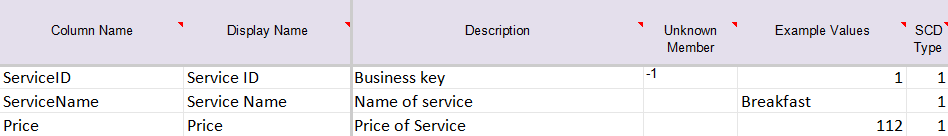 Column Name Display Name Description Unknown Member Example Values SCD Type
ServiceID Service ID Business key -1 1 1
ServiceName Service Name Name of service Breakfast 1
Price Price Price of Service 112 1